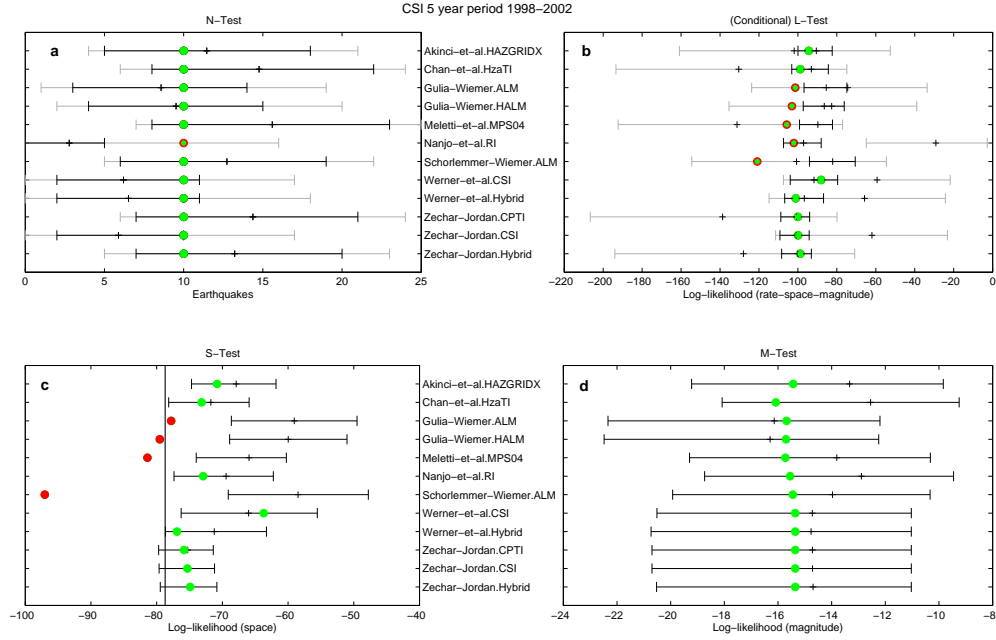 CSI 5 year period 1998−2002
N−Test
(Conditional) L−Test
a
b
Akinci−et−al.HAZGRIDX
Chan−et−al.HzaTI
Gulia−Wiemer.ALM
Gulia−Wiemer.HALM
Meletti−et−al.MPS04
Nanjo−et−al.RI
Schorlemmer−Wiemer.ALM
Werner−et−al.CSI
Werner−et−al.Hybrid
Zechar−Jordan.CPTI
Zechar−Jordan.CSI
Zechar−Jordan.Hybrid
0 5 10 15 20 25
Earthquakes
−220 −200 −180 −160 −140 −120 −100 −80 −60 −40 −20 0
Log−likelihood (rate−space−magnitude)
S−Test
M−Test
c
d
Akinci−et−al.HAZGRIDX
Chan−et−al.HzaTI
Gulia−Wiemer.ALM
Gulia−Wiemer.HALM
Meletti−et−al.MPS04
Nanjo−et−al.RI
Schorlemmer−Wiemer.ALM
Werner−et−al.CSI
Werner−et−al.Hybrid
Zechar−Jordan.CPTI
Zechar−Jordan.CSI
Zechar−Jordan.Hybrid
−100 −90 −80 −70 −60 −50 −40
Log−likelihood (space)
−24 −22 −20 −18 −16 −14 −12 −10 −8
Log−likelihood (magnitude)